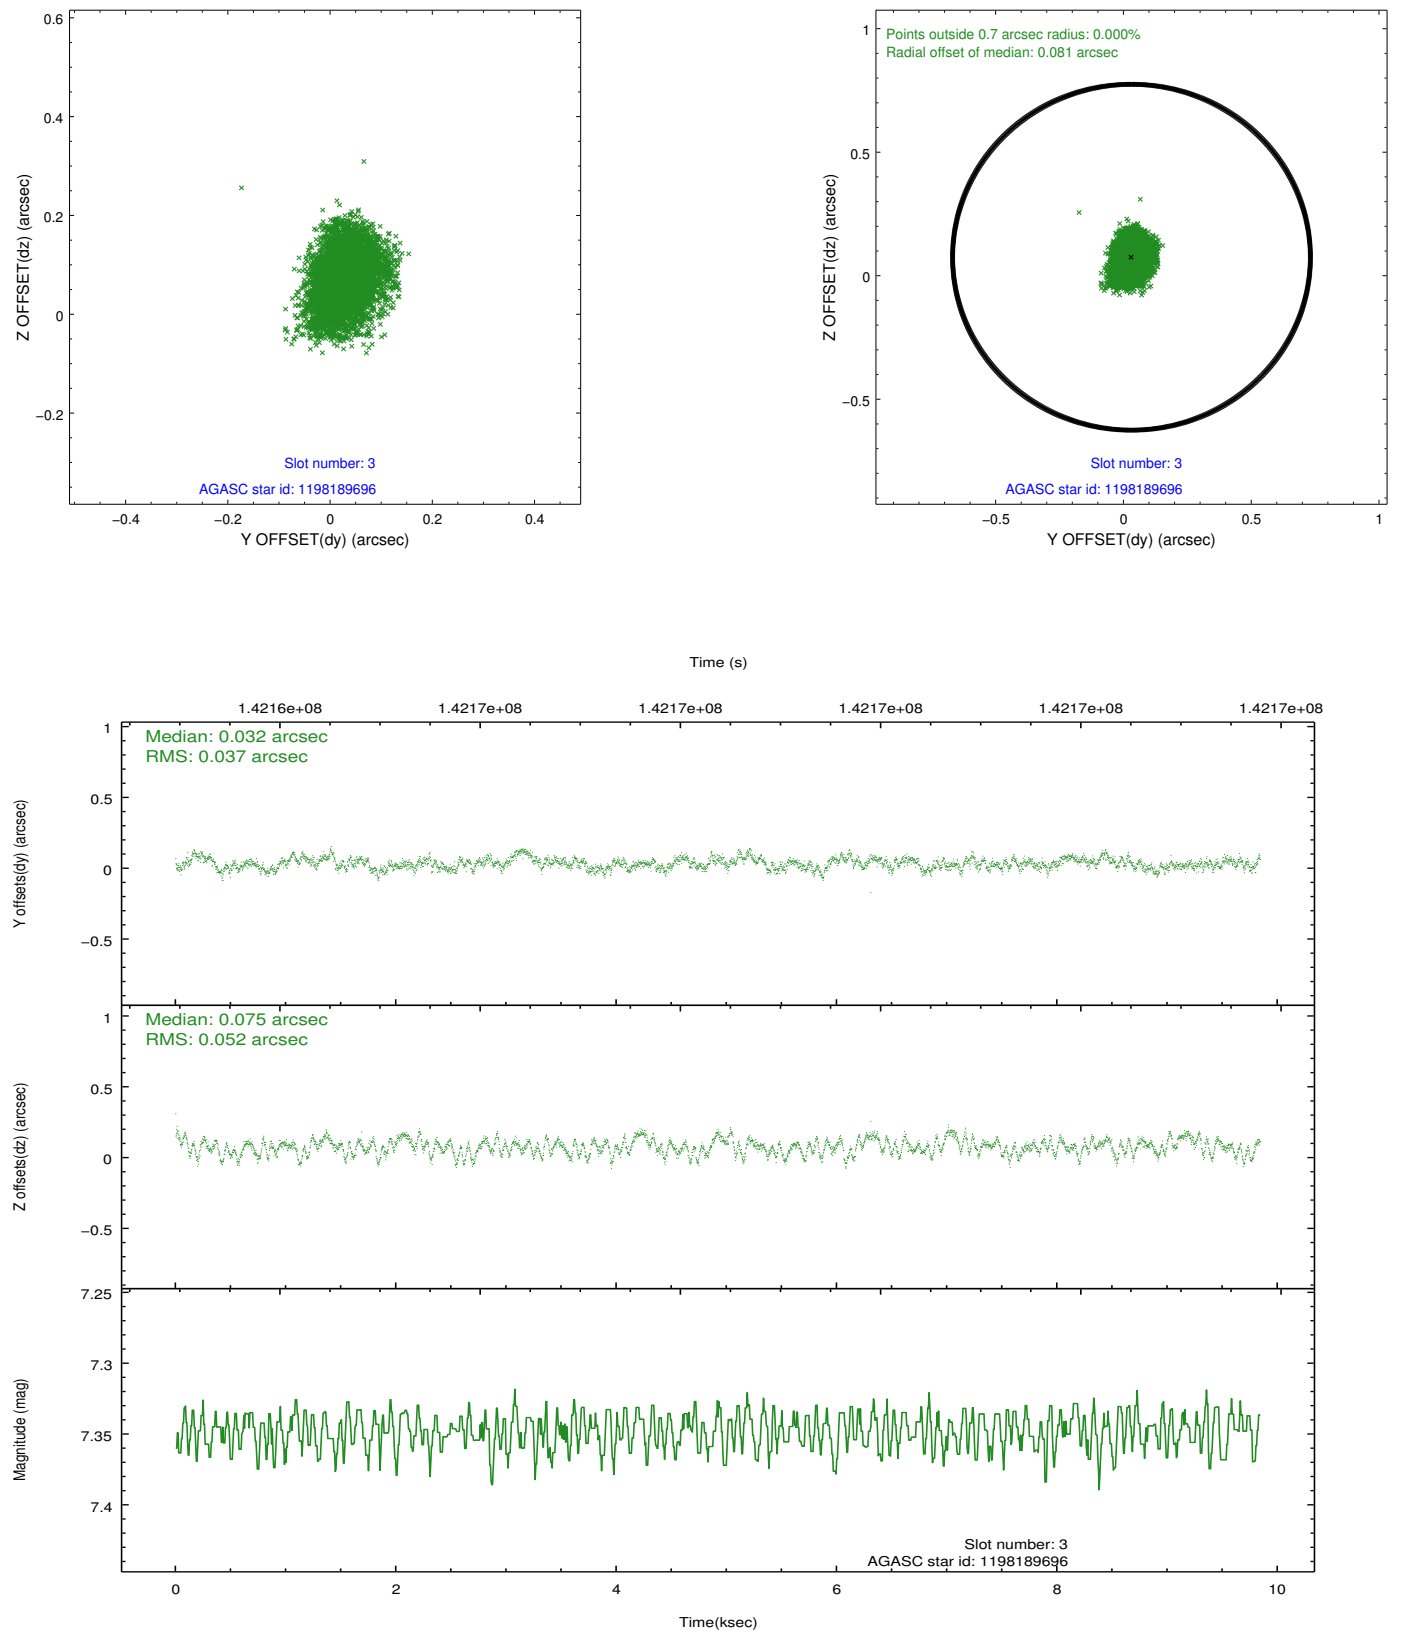 0.6
0.4
0.2
0
−0.2
Z OFFSET(dz) (arcsec)
Slot number: 3
AGASC star id: 1198189696
−0.4 −0.2 0 0.2 0.4
Y OFFSET(dy) (arcsec)
Points outside 0.7 arcsec radius: 0.000%
Radial offset of median: 0.081 arcsec
1
0.5
0
−0.5
Z OFFSET(dz) (arcsec)
Slot number: 3
AGASC star id: 1198189696
−0.5 0 0.5 1
Y OFFSET(dy) (arcsec)
Time (s)
1.4216e+08 1.4217e+08 1.4217e+08 1.4217e+08 1.4217e+08 1.4217e+08
Median: 0.032 arcsec
RMS: 0.037 arcsec
1
0.5
0
−0.5
Y offsets(dy) (arcsec)
Median: 0.075 arcsec
RMS: 0.052 arcsec
1
0.5
0
−0.5
Z offsets(dz) (arcsec)
7.25
7.3
7.35
7.4
Magnitude (mag)
Slot number: 3
AGASC star id: 1198189696
0 2 4 6 8 10
Time(ksec)